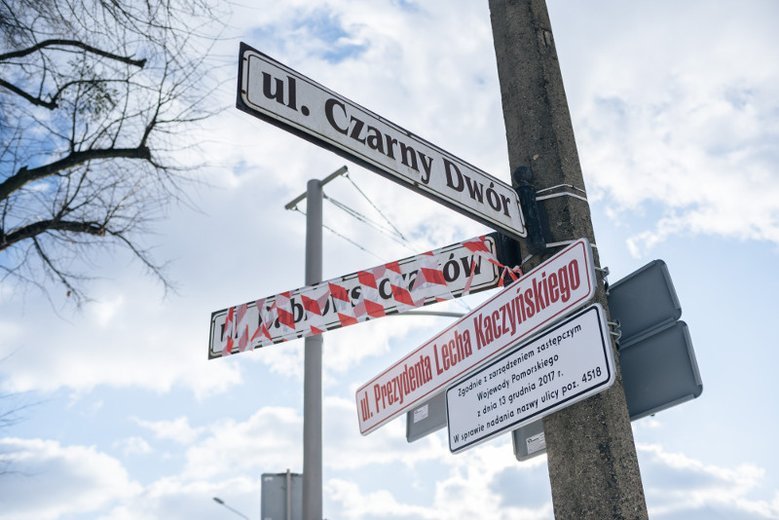 ul. Czarny Dwór
ul.
ul. Prezydenta Lecha Kaczyńskiego
Zgodnie z zarządzeniem zastępczym
Wojewody Pomorskiego
z dnia 13 grudnia 2017 r.
W sprawie nadania nazwy ulicy poz. 4518